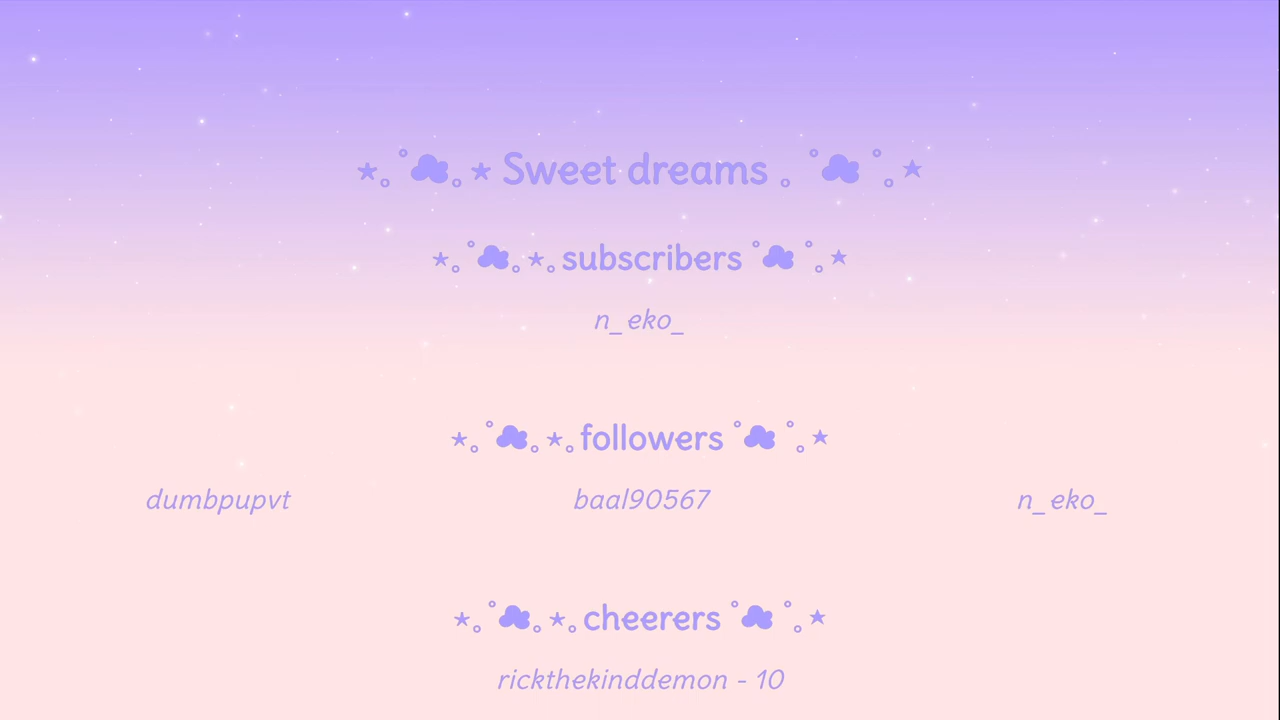 ⋆｡˚☁︎｡⋆ Sweet dreams ｡˚☁︎˚｡⋆
⋆｡˚☁︎｡⋆｡subscribers ˚☁︎˚｡⋆
n_eko_
⋆｡˚☁︎｡⋆｡followers ˚☁︎˚｡⋆
dumbpupvt baal90567 n_eko_
⋆｡˚☁︎｡⋆｡cheerers ˚☁︎˚｡⋆
rickthekinddemon - 10